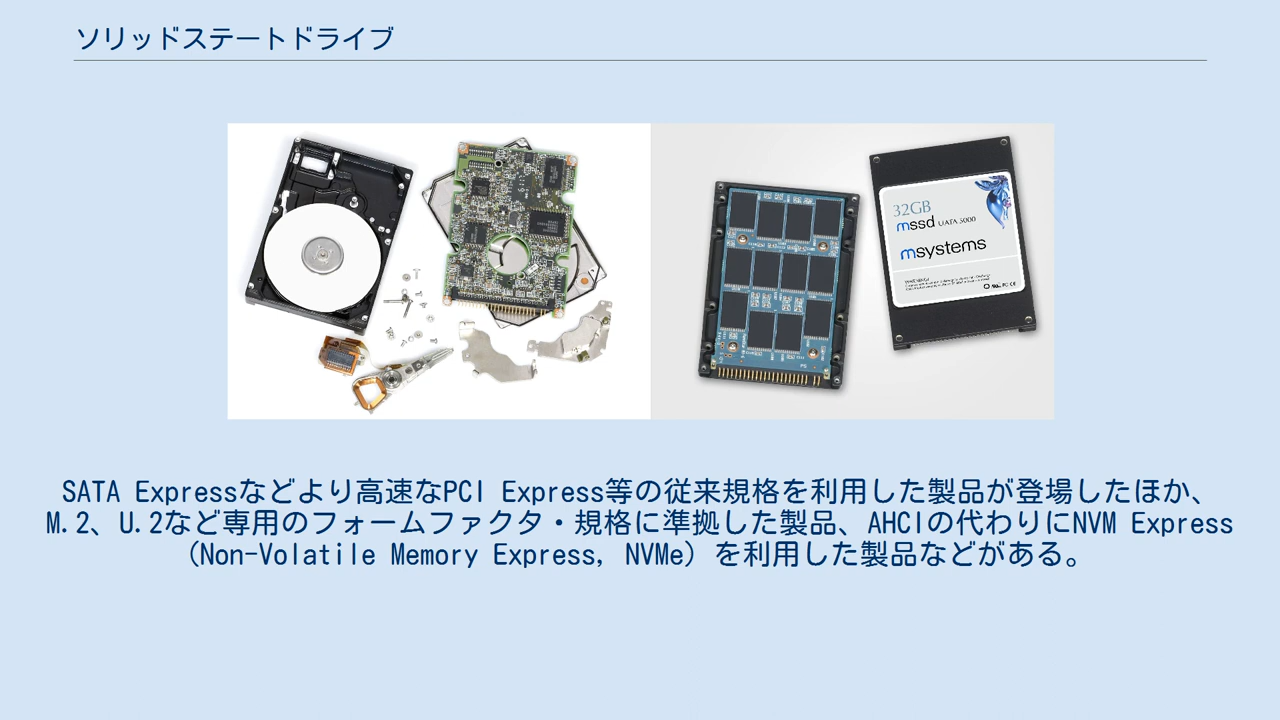 ソリッドステートドライブ
32GB
mssd UATA 5000
msystems
SATA Expressなどより高速なPCI Express等の従来規格を利用した製品が登場したほか、
M.2、U.2など専用のフォームファクタ・規格に準拠した製品、AHCIの代わりにNVM Express
（Non-Volatile Memory Express, NVMe）を利用した製品などがある。